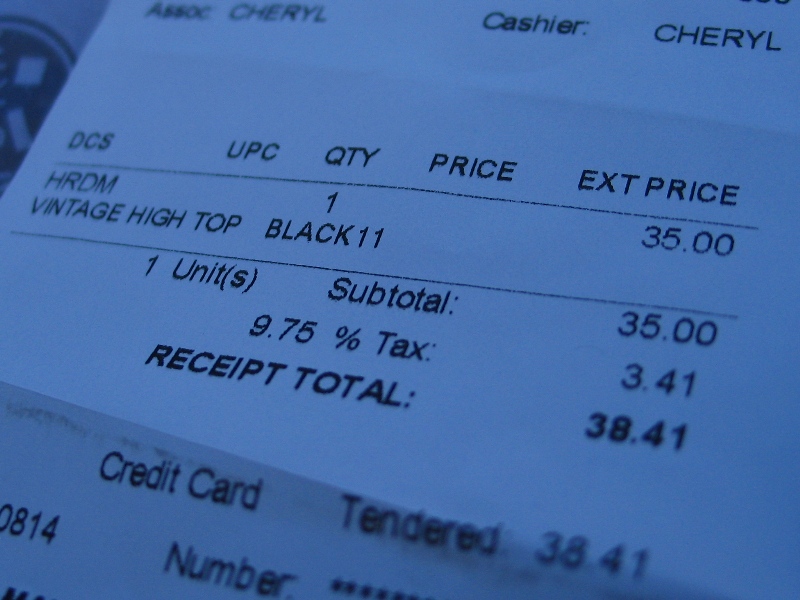 Assoc: CHERYL Cashier: CHERYL
DCS UPC QTY PRICE EXT PRICE
HRDM 1 35.00
VINTAGE HIGH TOP BLACK11
1 Unit(s) Subtotal: 35.00
9.75 % Tax: 3.41
RECEIPT TOTAL: 38.41
Credit Card Tendered 38.41
0814 Number: ********